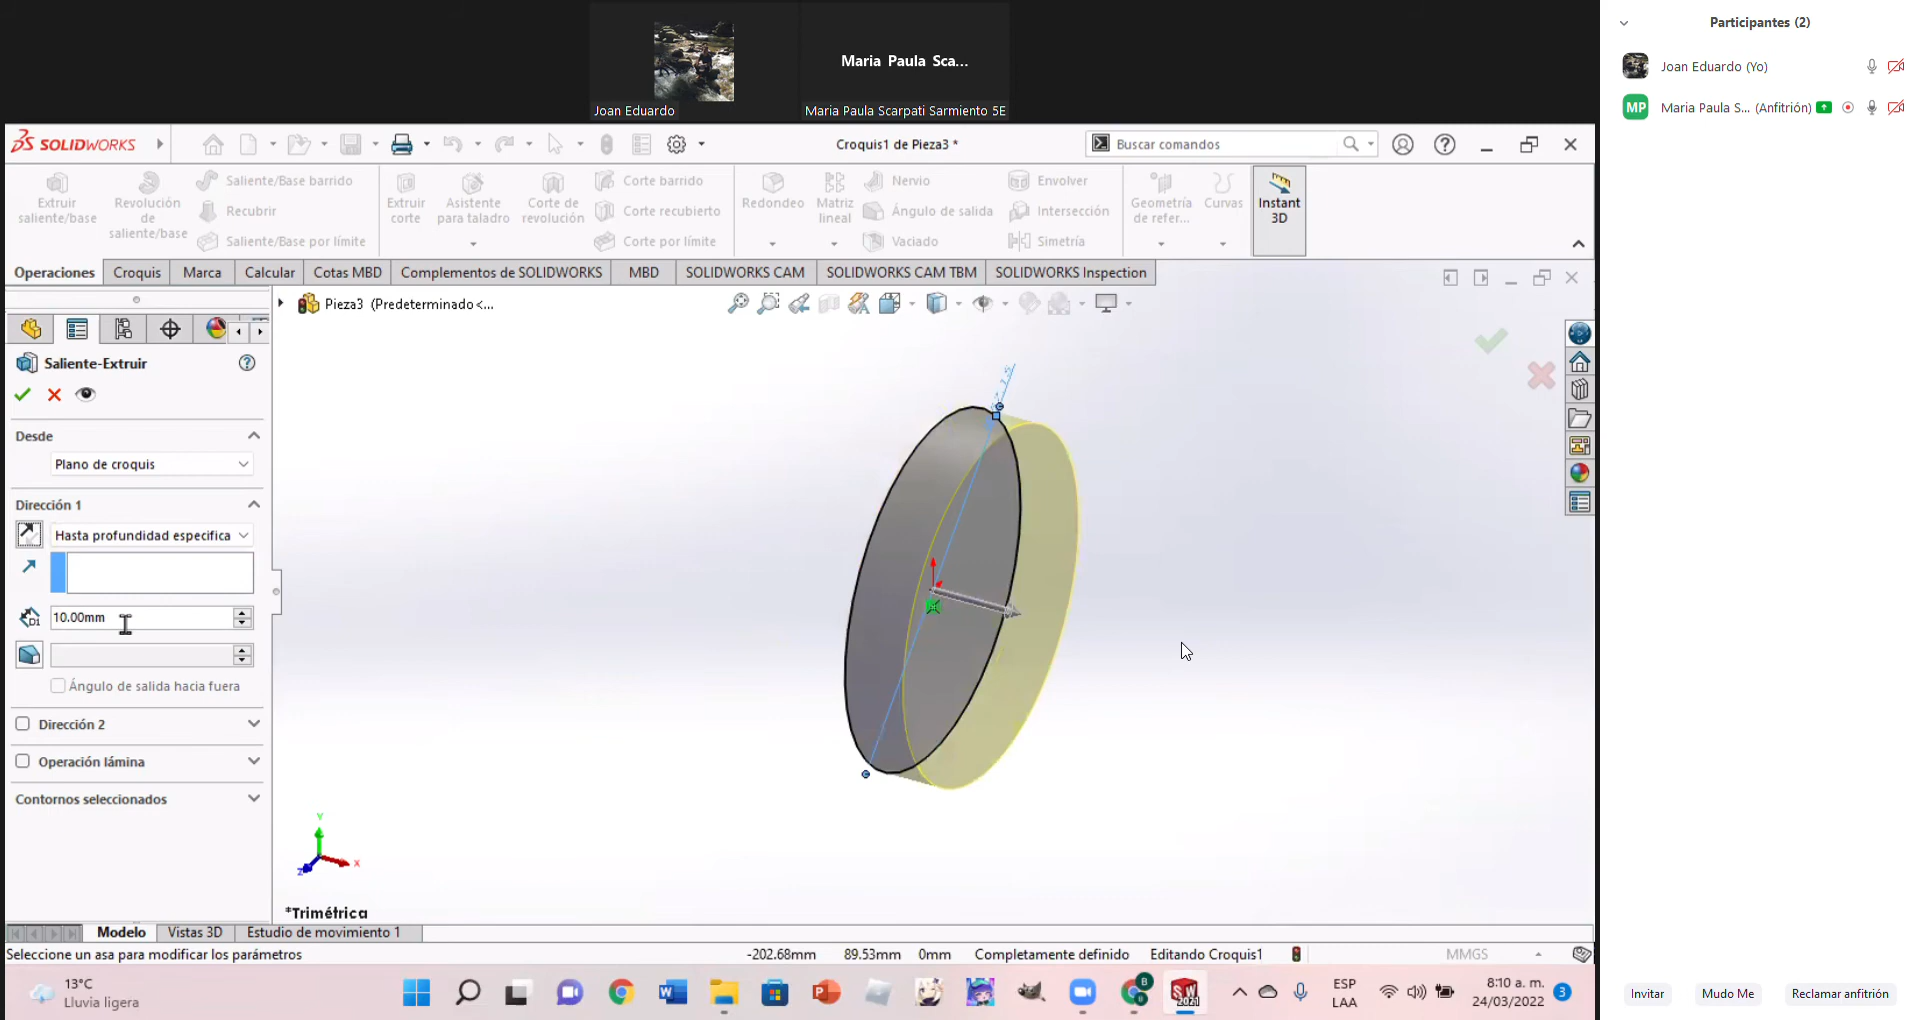 Maria Paula Sca...
Joan Eduardo
Maria Paula Scarpati Sarmiento 5E
Participantes (2)
Joan Eduardo (Yo)
MP
Maria Paula S... (Anfitrión)
SOLIDWORKS
Croquis1 de Pieza3 *
Buscar comandos
Extruir
saliente/base
Revolución
de
saliente/base
Saliente/Base barrido
Recubrir
Saliente/Base por límite
Extruir
corte
Asistente
para taladro
Corte de
revolución
Corte barrido
Corte recubierto
Corte por límite
Redondeo
Matriz
lineal
Nervio
Ángulo de salida
Vaciado
Envolver
Intersección
Simetría
Geometría
de refer...
Curvas
Instant
3D
Operaciones
Croquis
Marca
Calcular
Cotas MBD
Complementos de SOLIDWORKS
MBD
SOLIDWORKS CAM
SOLIDWORKS CAM TBM
SOLIDWORKS Inspection
Pieza3 (Predeterminado<...
Saliente-Extruir
Desde
Plano de croquis
Dirección 1
Hasta profundidad especifica
D1
10.00mm
Ángulo de salida hacia fuera
Dirección 2
Operación lámina
Contornos seleccionados
Y
X
Z
*Trimétrica
Modelo
Vistas 3D
Estudio de movimiento 1
Seleccione un asa para modificar los parámetros
-202.68mm
89.53mm
0mm
Completamente definido
Editando Croquis1
MMGS
13°C
Lluvia ligera
B
SW
2021
ESP
LAA
8:10 a. m.
24/03/2022
3
Invitar
Mudo Me
Reclamar anfitrión